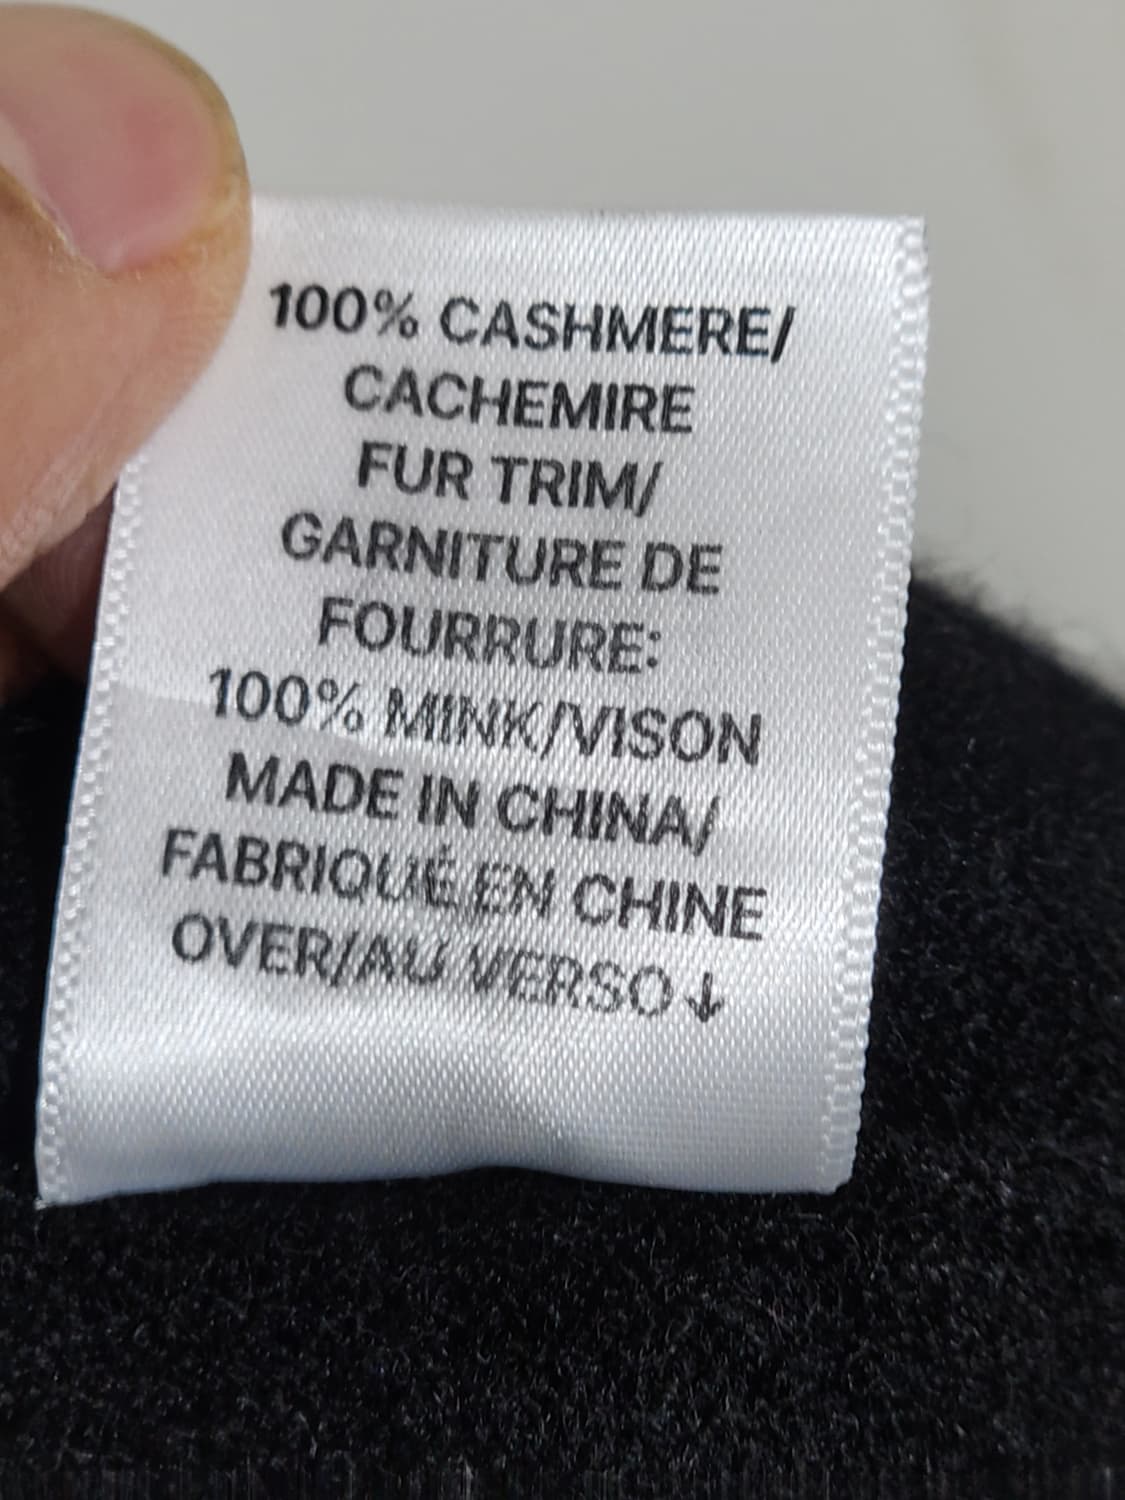 100% CASHMERE/
CACHEMIRE
FUR TRIM/
GARNITURE DE
FOURRURE:
100% MINK/VISON
MADE IN CHINA/
FABRIQUÉ EN CHINE
OVER/AU VERSO↓